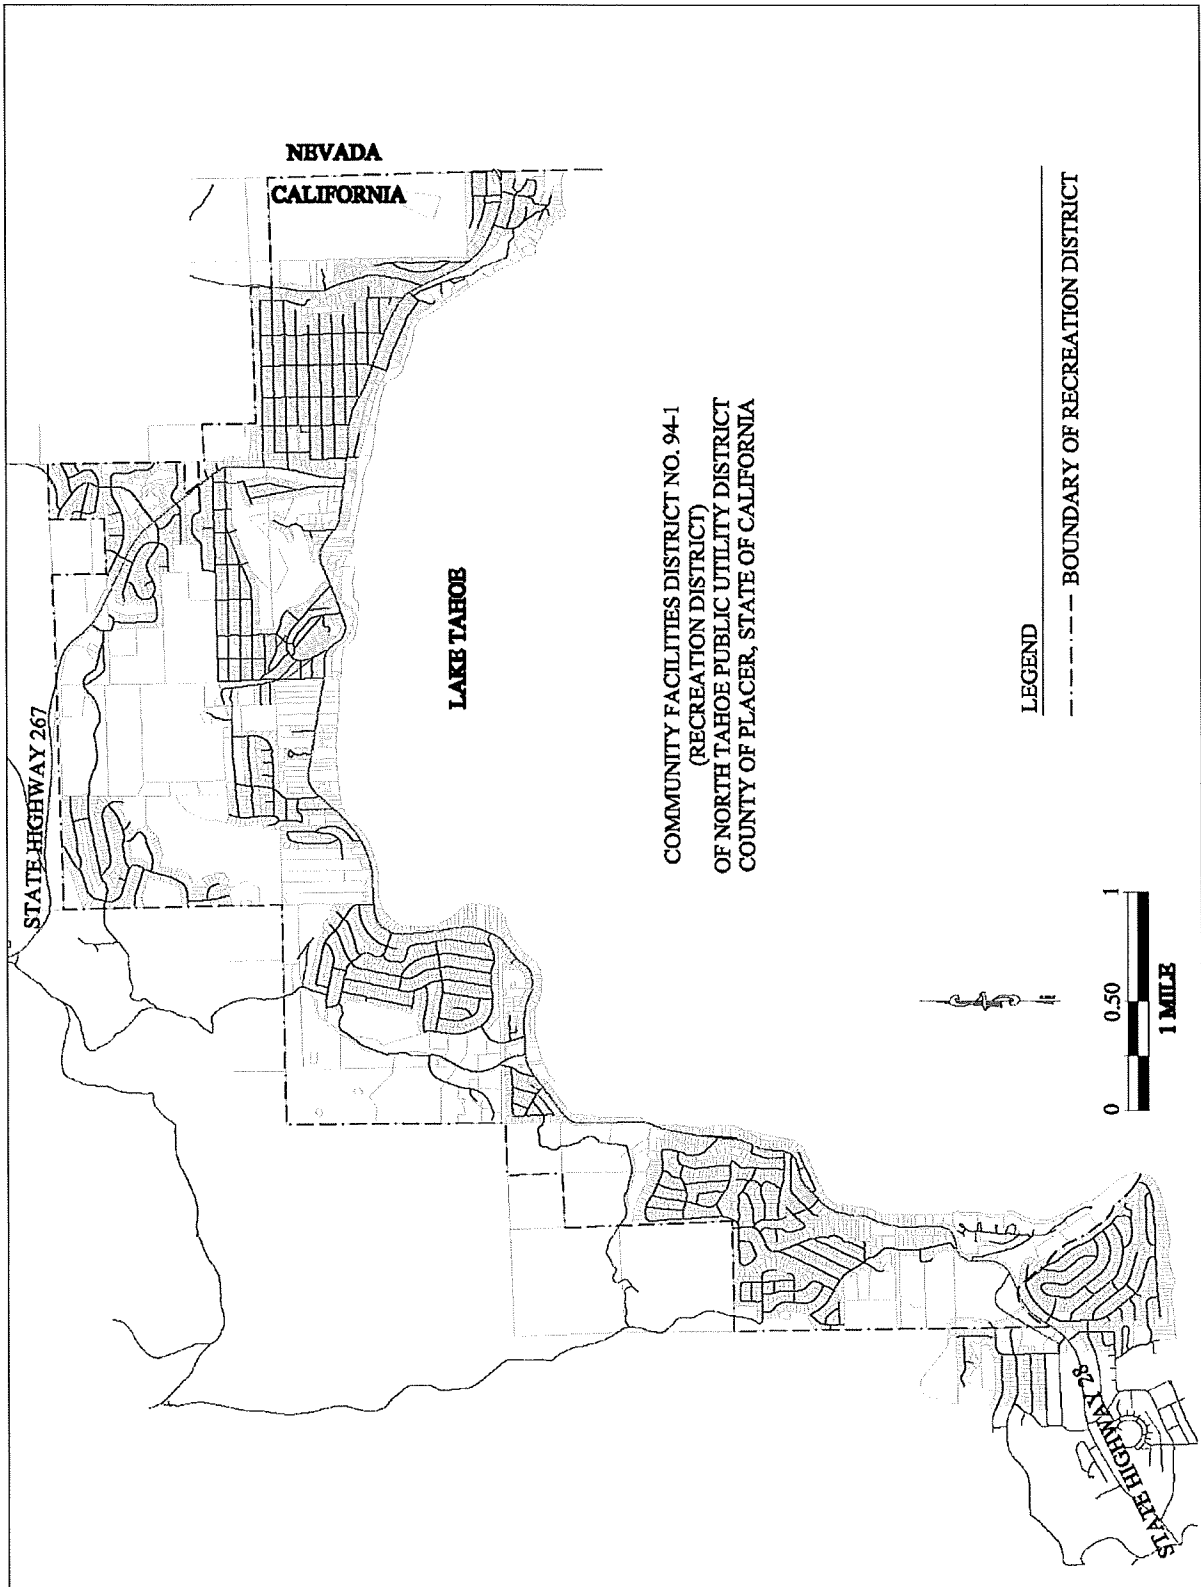 NEVADA
CALIFORNIA
STATE HIGHWAY 267
LAKE TAHOE
COMMUNITY FACILITIES DISTRICT NO. 94-1
(RECREATION DISTRICT)
OF NORTH TAHOE PUBLIC UTILITY DISTRICT
COUNTY OF PLACER, STATE OF CALIFORNIA
LEGEND
BOUNDARY OF RECREATION DISTRICT
0 0.50 1
1 MILE
STATE HIGHWAY 28